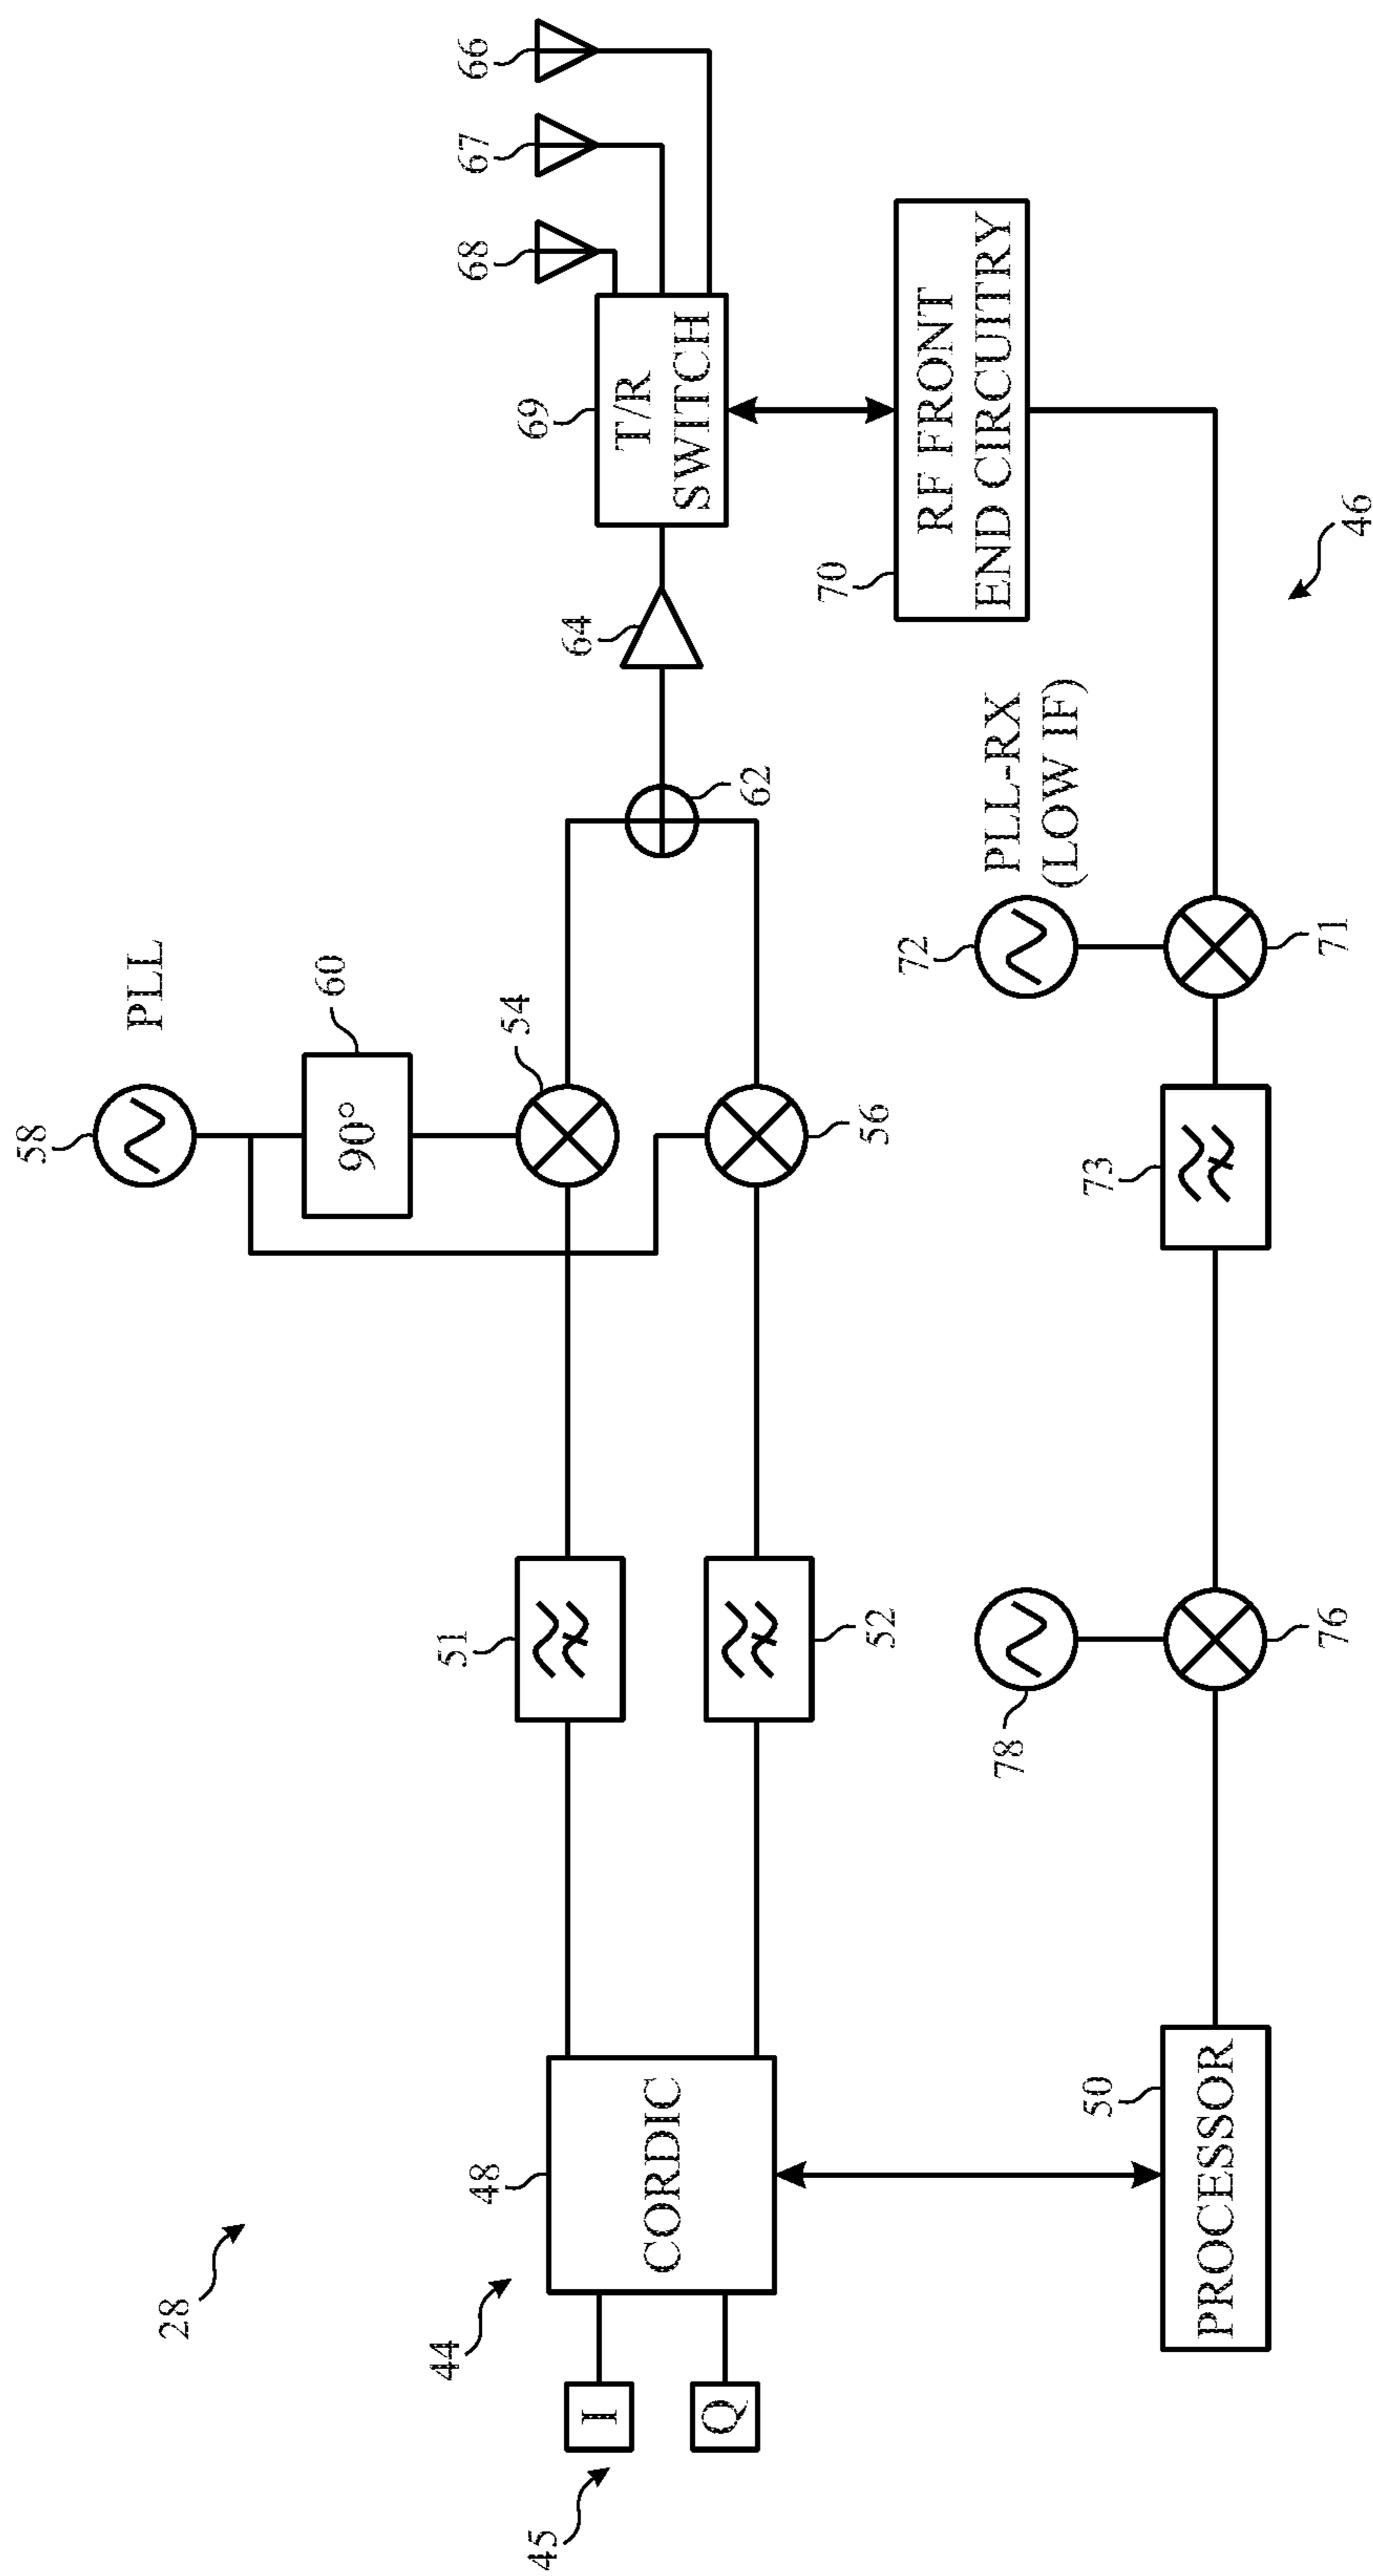 28
58
PLL
90°
60
44
45
I
Q
48
CORDIC
51
52
54
56
62
64
69
T/R
SWITCH
68
67
66
70
RF FRONT
END CIRCUITRY
46
PLL-RX
(LOW IF)
72
71
73
78
76
50
PROCESSOR